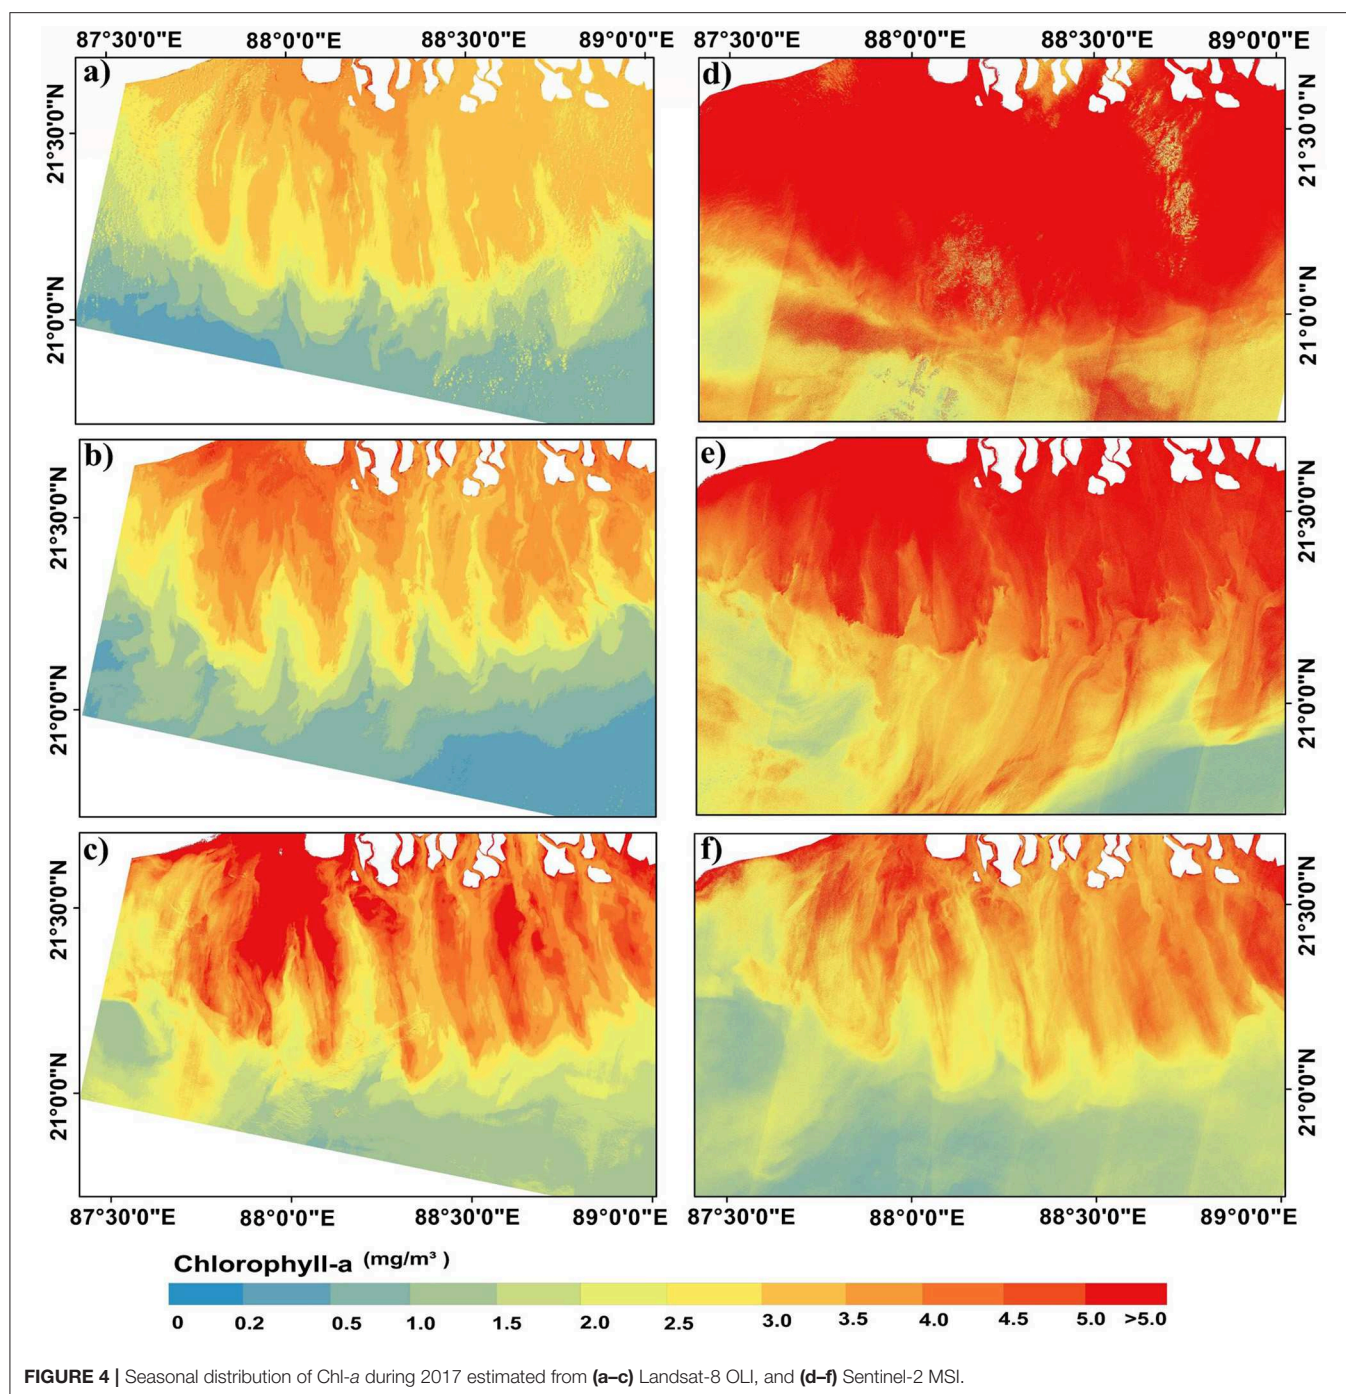 87°30'0"E 88°0'0"E 88°30'0"E 89°0'0"E 87°30'0"E 88°0'0"E 88°30'0"E 89°0'0"E
a)
d)
21°30'0"N
21°0'0"N
21°30'0"N
21°0'0"N
b)
e)
21°30'0"N
21°0'0"N
21°30'0"N
21°0'0"N
c)
f)
21°30'0"N
21°0'0"N
21°30'0"N
21°0'0"N
87°30'0"E 88°0'0"E 88°30'0"E 89°0'0"E 87°30'0"E 88°0'0"E 88°30'0"E 89°0'0"E
Chlorophyll-a (mg/m³ )
0 0.2 0.5 1.0 1.5 2.0 2.5 3.0 3.5 4.0 4.5 5.0 >5.0
FIGURE 4 | Seasonal distribution of Chl-a during 2017 estimated from (a–c) Landsat-8 OLI, and (d–f) Sentinel-2 MSI.